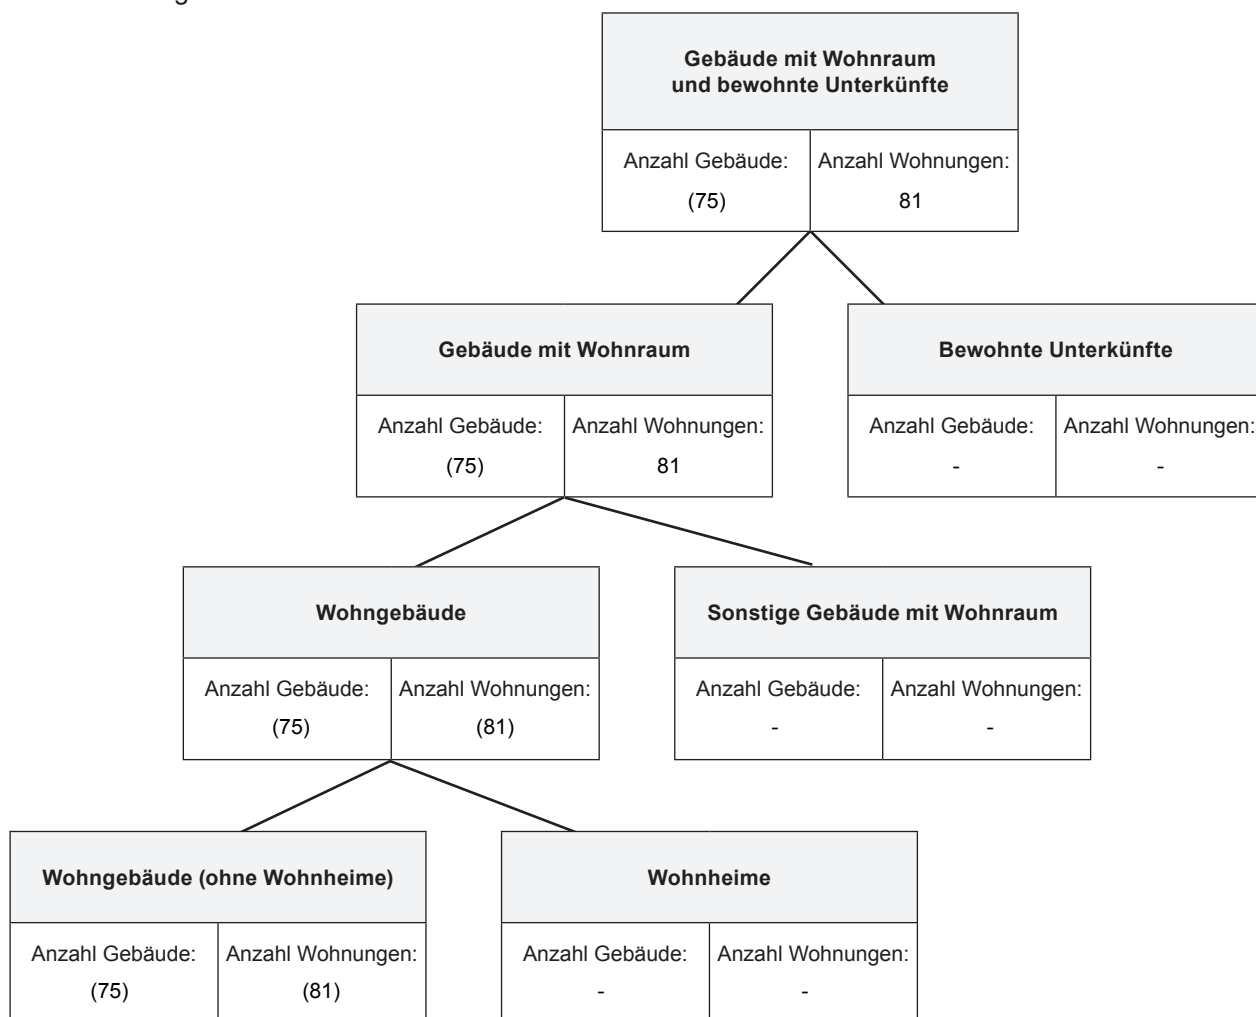 Gebäude mit Wohnraum
und bewohnte Unterkünfte
Anzahl Gebäude: Anzahl Wohnungen:
(75) 81
Gebäude mit Wohnraum Bewohnte Unterkünfte
Anzahl Gebäude: Anzahl Wohnungen: Anzahl Gebäude: Anzahl Wohnungen:
(75) 81 - -
Wohngebäude Sonstige Gebäude mit Wohnraum
Anzahl Gebäude: Anzahl Wohnungen: Anzahl Gebäude: Anzahl Wohnungen:
(75) (81) - -
Wohngebäude (ohne Wohnheime) Wohnheime
Anzahl Gebäude: Anzahl Wohnungen: Anzahl Gebäude: Anzahl Wohnungen:
(75) (81) - -